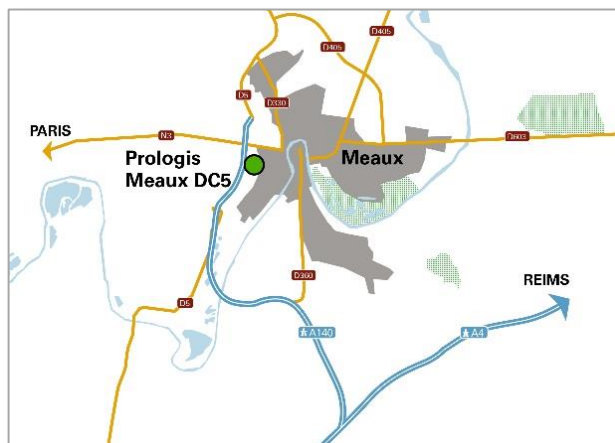 D405
D405
D5
D330
PARIS
N3
D603
Prologis
Meaux DC5
Meaux
D360
REIMS
D5
A140
A4